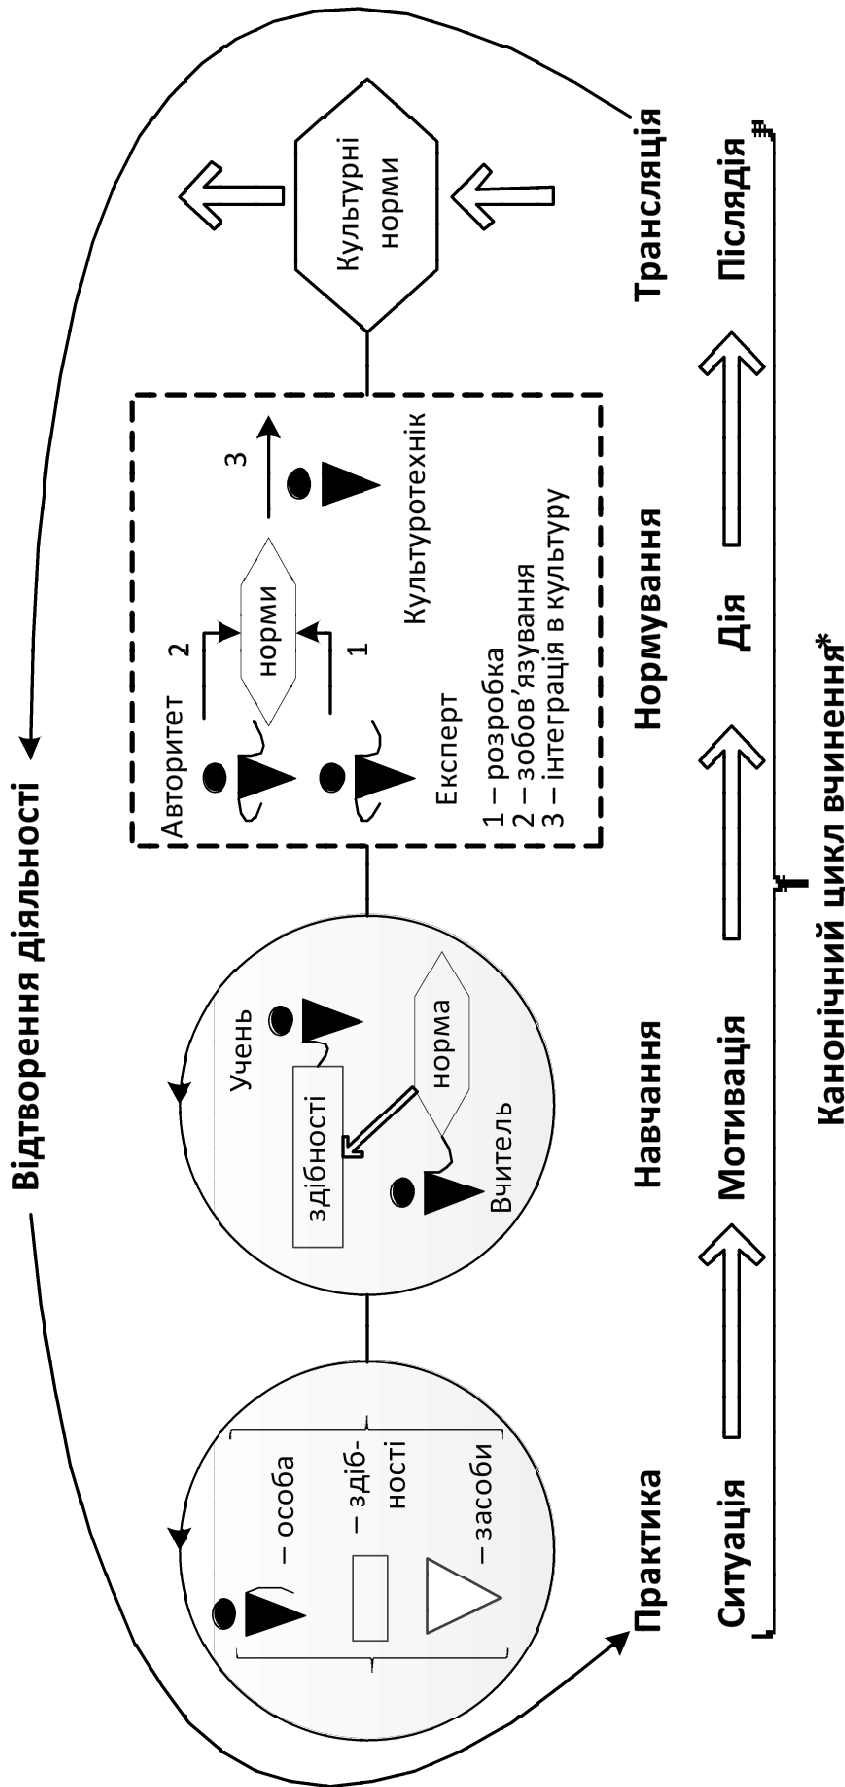 Відтворення діяльності
– особа
– здіб-
ності
– засоби
Учень
здібності
норма
Вчитель
Авторитет
2
норми
1
3
Культуротехнік
Експерт
1 – розробка
2 – зобов’язування
3 – інтеграція в культуру
Культурні
норми
Практика
Навчання
Нормування
Трансляція
Ситуація
Мотивація
Дія
Післядія
Канонічний цикл вчинення*